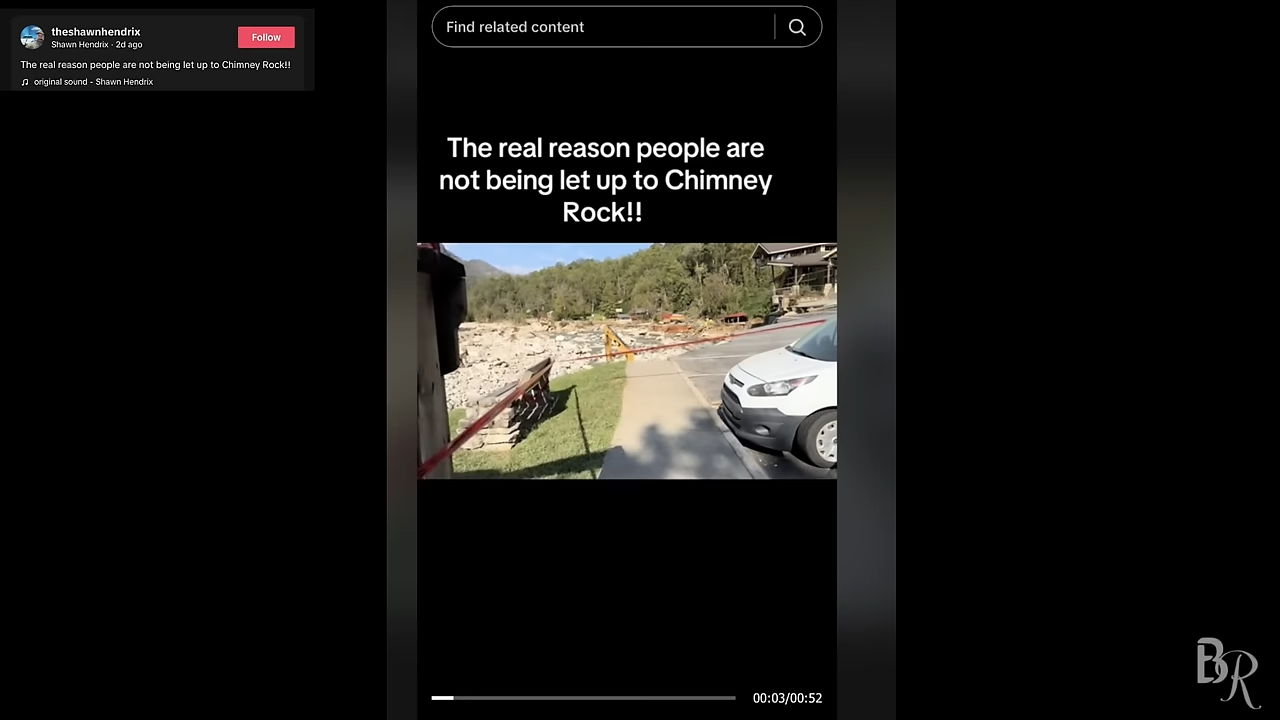 theshawnhendrix
Shawn Hendrix · 2d ago
Follow
The real reason people are not being let up to Chimney Rock!!
original sound - Shawn Hendrix
Find related content
The real reason people are
not being let up to Chimney
Rock!!
00:03/00:52
BR